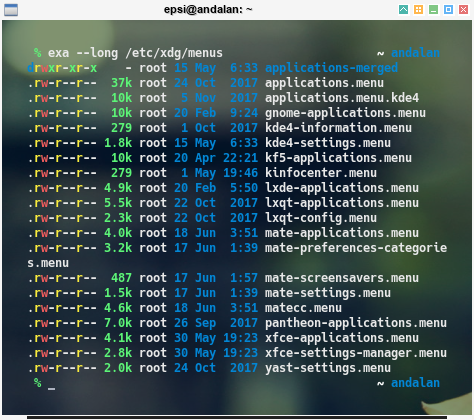 epsi@andalan: ~
% exa --long /etc/xdg/menus ~ andalan
drwxr-xr-x - root 15 May 6:33 applications-merged
.rw-r--r-- 37k root 24 Oct 2017 applications.menu
.rw-r--r-- 10k root 5 Nov 2017 applications.menu.kde4
.rw-r--r-- 10k root 20 Feb 9:24 gnome-applications.menu
.rw-r--r-- 279 root 1 Oct 2017 kde4-information.menu
.rw-r--r-- 1.8k root 15 May 6:33 kde4-settings.menu
.rw-r--r-- 10k root 20 Apr 22:21 kf5-applications.menu
.rw-r--r-- 279 root 1 May 19:46 kinfocenter.menu
.rw-r--r-- 4.9k root 20 Feb 5:50 lxde-applications.menu
.rw-r--r-- 5.5k root 22 Oct 2017 lxqt-applications.menu
.rw-r--r-- 2.3k root 22 Oct 2017 lxqt-config.menu
.rw-r--r-- 4.0k root 18 Jun 3:51 mate-applications.menu
.rw-r--r-- 3.2k root 17 Jun 1:39 mate-preferences-categorie
s.menu
.rw-r--r-- 487 root 17 Jun 1:57 mate-screensavers.menu
.rw-r--r-- 1.5k root 17 Jun 1:39 mate-settings.menu
.rw-r--r-- 2.6k root 18 Jun 3:51 matecc.menu
.rw-r--r-- 7.0k root 26 Sep 2017 pantheon-applications.menu
.rw-r--r-- 4.1k root 30 May 19:23 xfce-applications.menu
.rw-r--r-- 2.8k root 30 May 19:23 xfce-settings-manager.menu
.rw-r--r-- 2.0k root 24 Oct 2017 yast-settings.menu
% _ ~ andalan